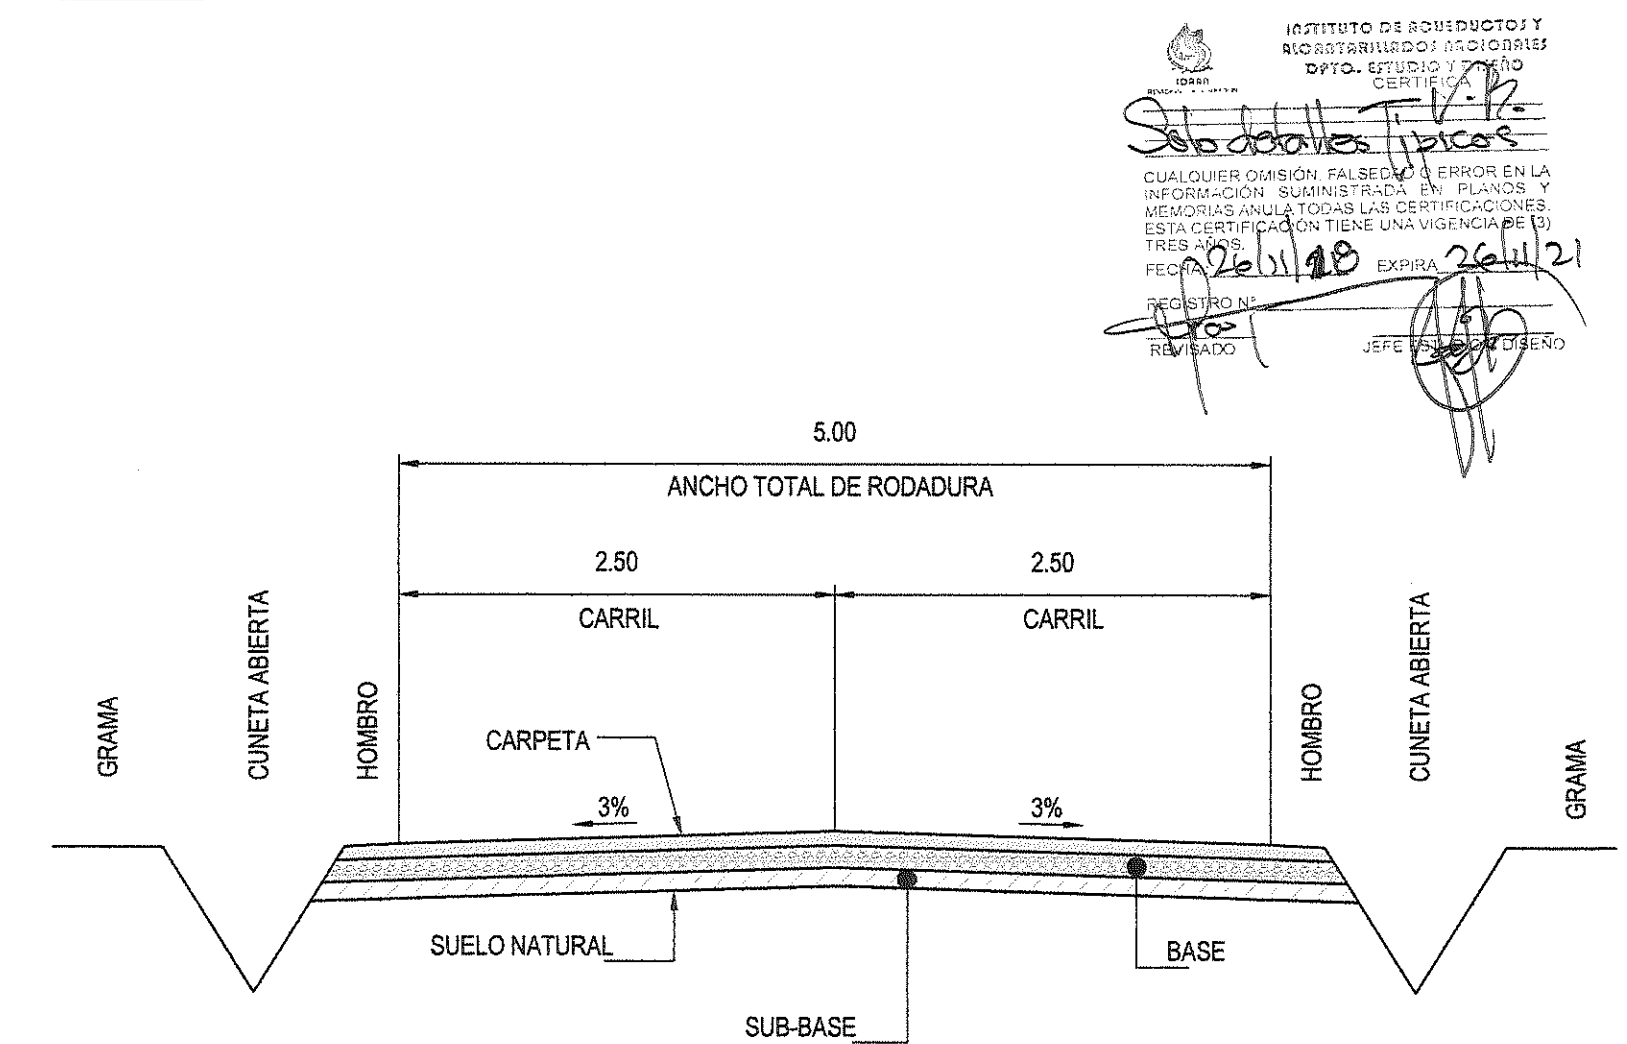 INSTITUTO DE ACUEDUCTOS Y
ALCANTARILLADOS NACIONALES
DPTO. ESTUDIO Y DISEÑO
CERTIFICA
IDAAN
Solo detalles Típicos
CUALQUIER OMISIÓN, FALSEDAD O ERROR EN LA
INFORMACIÓN SUMINISTRADA EN PLANOS Y
MEMORIAS ANULA TODAS LAS CERTIFICACIONES.
ESTA CERTIFICACIÓN TIENE UNA VIGENCIA DE (3)
TRES AÑOS.
FECHA: 26/11/18 EXPIRA 26/11/21
REGISTRO Nº
REVISADO JEFE ESTUDIO Y DISEÑO
5.00
ANCHO TOTAL DE RODADURA
2.50 2.50
CARRIL CARRIL
GRAMA
CUNETA ABIERTA
HOMBRO
HOMBRO
CUNETA ABIERTA
GRAMA
CARPETA
3% 3%
SUELO NATURAL
BASE
SUB-BASE